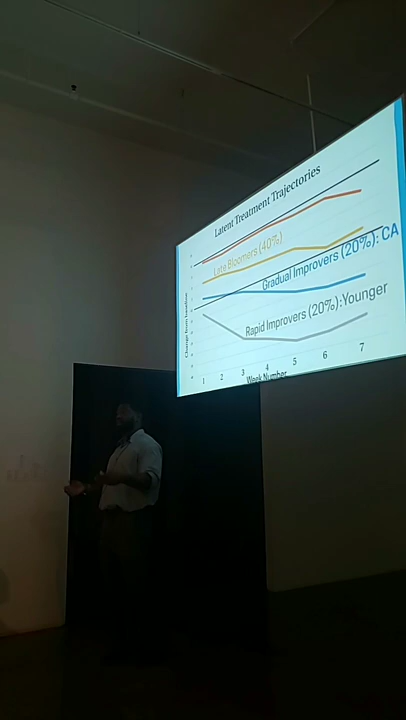 Latent Treatment Trajectories
Late Bloomers (40%)
Gradual Improvers (20%): CA
Rapid Improvers (20%):Younger
Change from baseline
1 2 3 4 5 6 7
Week Number